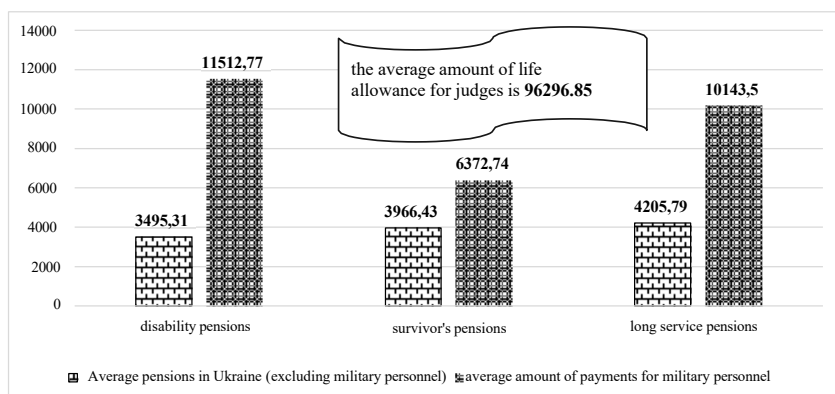 14000
12000
10000
8000
6000
4000
2000
0
11512,77
the average amount of life
allowance for judges is 96296.85
10143,5
6372,74
3495,31
3966,43
4205,79
disability pensions
survivor's pensions
long service pensions
Average pensions in Ukraine (excluding military personnel)
average amount of payments for military personnel